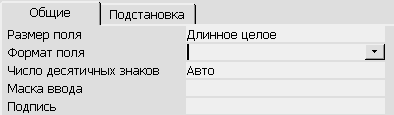 Общие Подстановка
Размер поля Длинное целое
Формат поля
Число десятичных знаков Авто
Маска ввода
Подпись